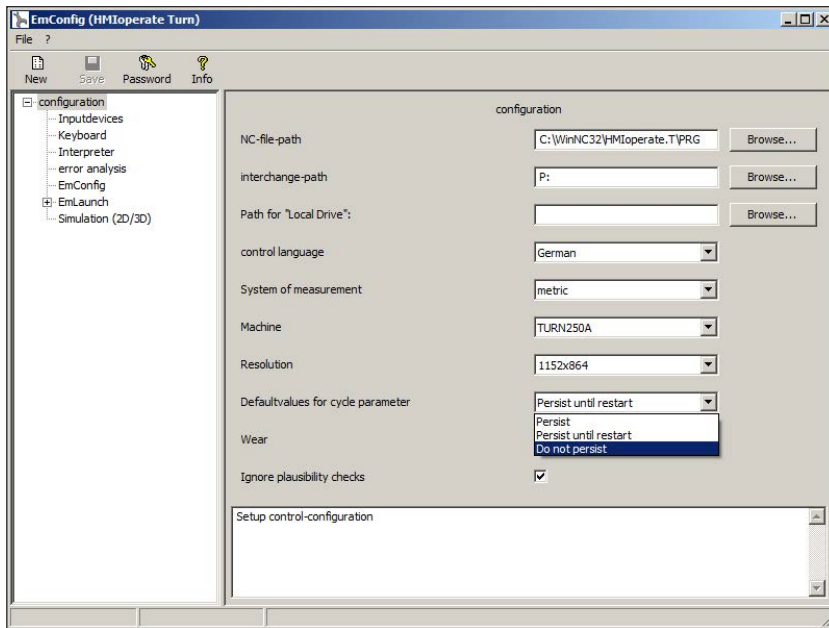 EmConfig (HMIoperate Turn)
File ?
New Save Password Info
configuration
Inputdevices
Keyboard
Interpreter
error analysis
EmConfig
EmLaunch
Simulation (2D/3D)
configuration
NC-file-path C:\WinNC32\HMIoperate.T\PRG Browse...
interchange-path P: Browse...
Path for "Local Drive": Browse...
control language German
System of measurement metric
Machine TURN250A
Resolution 1152x864
Defaultvalues for cycle parameter Persist until restart
Persist
Persist until restart
Do not persist
Wear
Ignore plausibility checks
Setup control-configuration